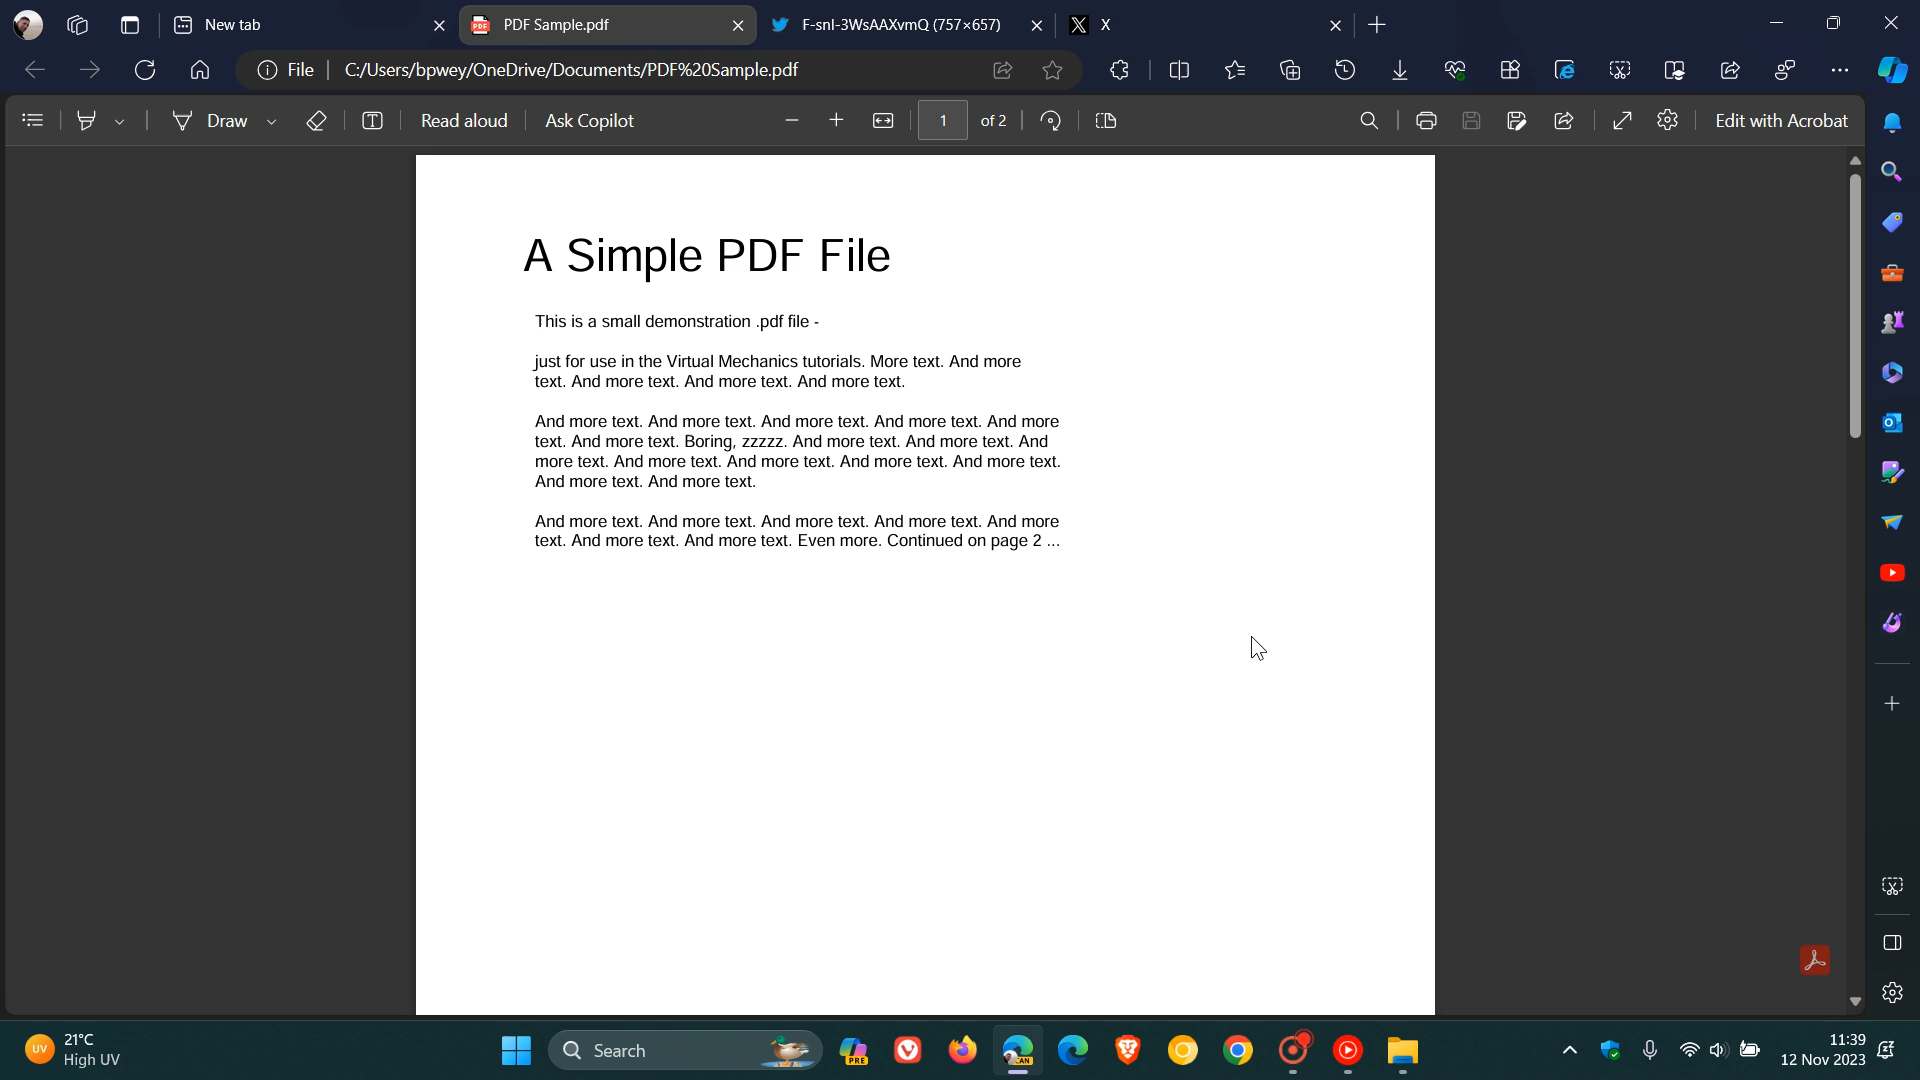 New tab
PDF Sample.pdf
F-snI-3WsAAXvmQ (757×657)
X
File
C:/Users/bpwey/OneDrive/Documents/PDF%20Sample.pdf
Draw
Read aloud
Ask Copilot
1
of 2
Edit with Acrobat
A Simple PDF File
This is a small demonstration .pdf file -
just for use in the Virtual Mechanics tutorials. More text. And more
text. And more text. And more text. And more text.
And more text. And more text. And more text. And more text. And more
text. And more text. Boring, zzzzz. And more text. And more text. And
more text. And more text. And more text. And more text. And more text.
And more text. And more text.
And more text. And more text. And more text. And more text. And more
text. And more text. And more text. Even more. Continued on page 2 ...
UV
21°C
High UV
Search
PRE
CAN
11:39
12 Nov 2023